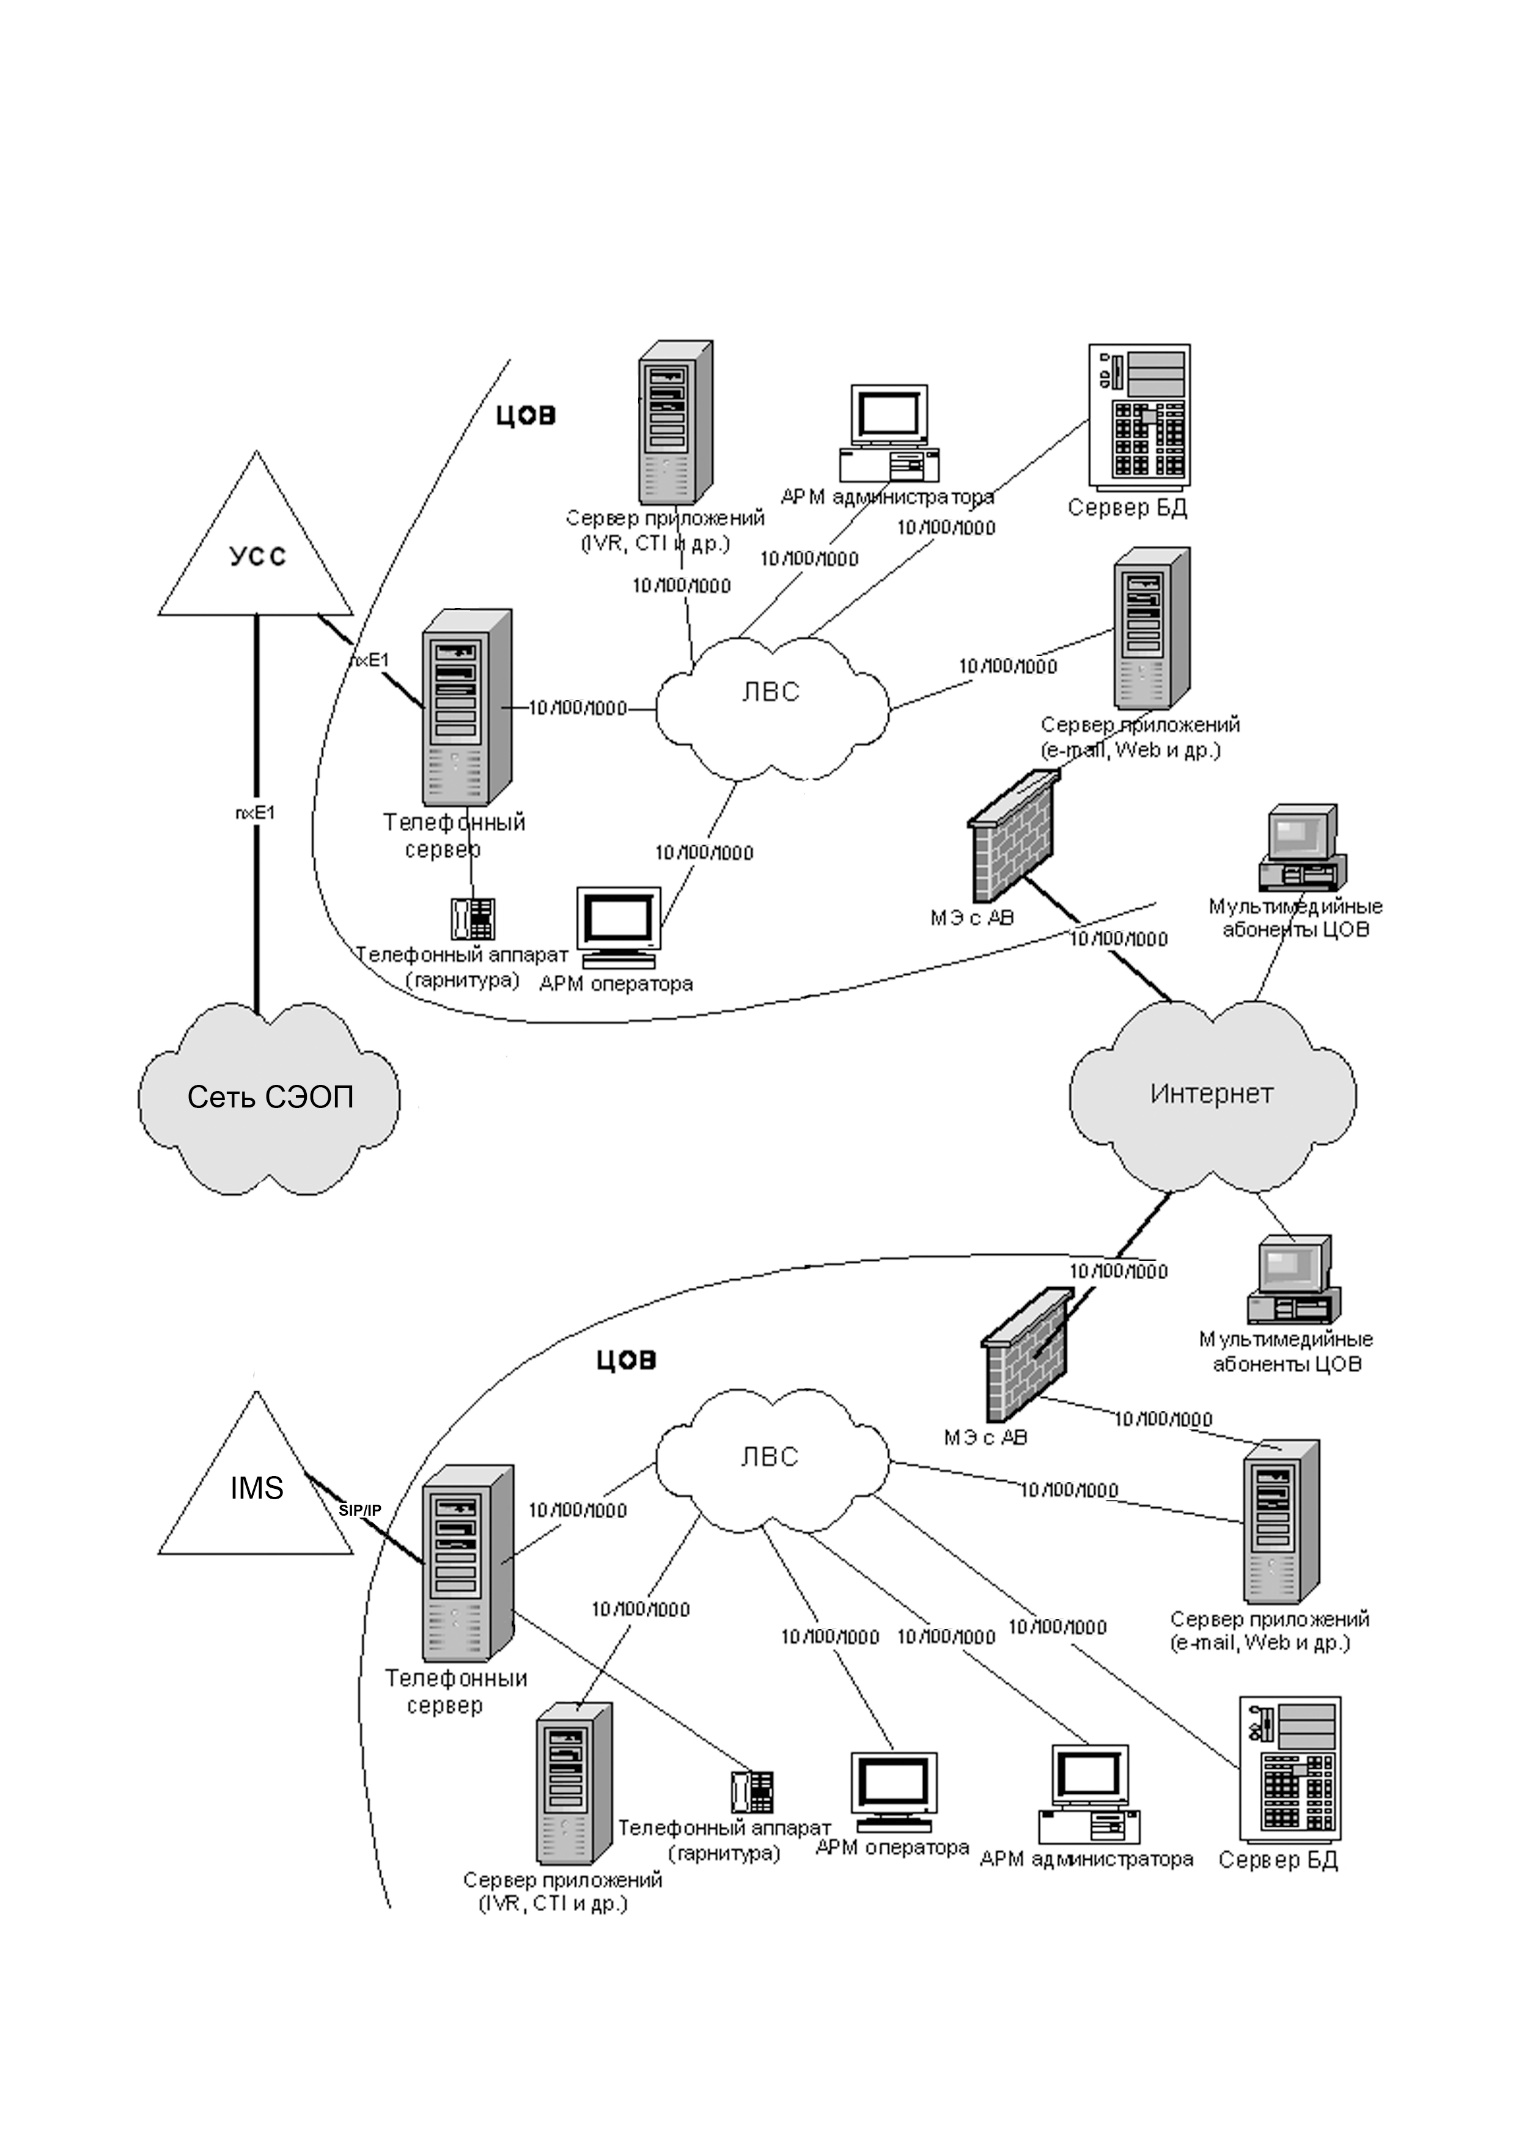 ЦОВ
АРМ администратора
Сервер БД
Сервер приложений
(IVR, CTI и др.)
10/100/1000
10/100/1000
10/100/1000
УСС
nxE1
10/100/1000
ЛВС
10/100/1000
Сервер приложений
(e-mail, Web и др.)
nxE1
Телефонный
сервер
10/100/1000
МЭ с АВ
Мультимедийные
абоненты ЦОВ
10/100/1000
Телефонный аппарат
(гарнитура)
АРМ оператора
Сеть СЭОП
Интернет
10/100/1000
Мультимедийные
абоненты ЦОВ
ЦОВ
МЭ с АВ
10/100/1000
ЛВС
IMS
SIP/IP
10/100/1000
10/100/1000
10/100/1000
10/100/1000
10/100/1000
10/100/1000
Сервер приложений
(e-mail, Web и др.)
Телефонный
сервер
Телефонный аппарат
(гарнитура)
АРМ оператора
АРМ администратора
Сервер БД
Сервер приложений
(IVR, CTI и др.)